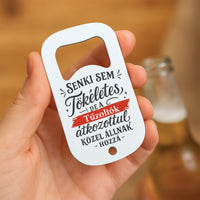 SENKI SEM
Tökéletes,
DE A
Tűzoltók
átkozottul
KÖZEL ÁLLNAK
HOZZÁ